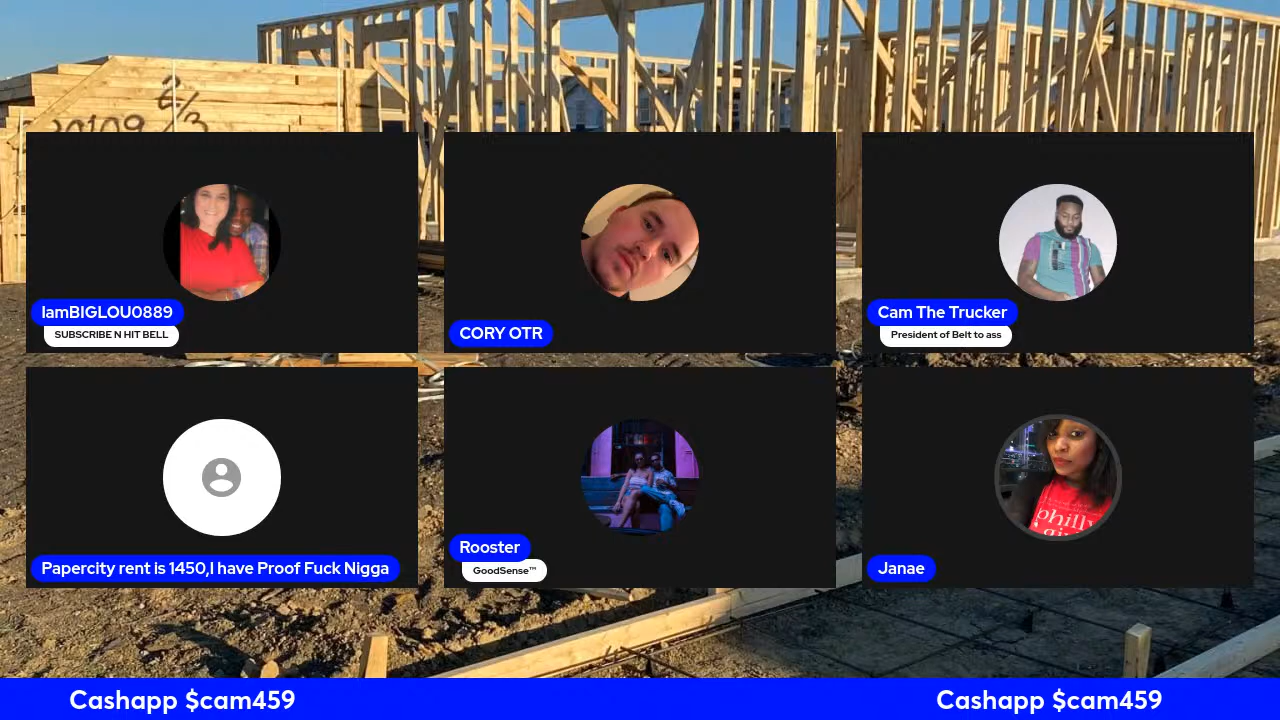 IamBIGLOU0889
SUBSCRIBE N HIT BELL
CORY OTR
Cam The Trucker
President of Belt to ass
Papercity rent is 1450,I have Proof Fuck Nigga
Rooster
GoodSense™
philly
Janae
Cashapp $cam459
Cashapp $cam459